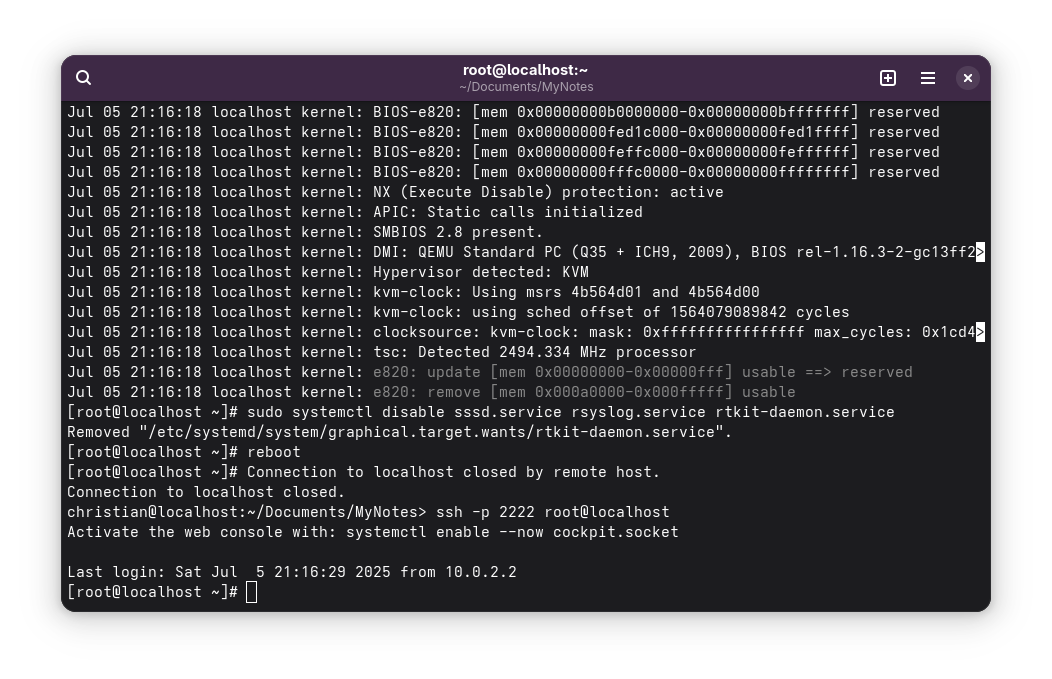 root@localhost:~
~/Documents/MyNotes
Jul 05 21:16:18 localhost kernel: BIOS-e820: [mem 0x00000000b0000000-0x00000000bfffffff] reserved
Jul 05 21:16:18 localhost kernel: BIOS-e820: [mem 0x00000000fed1c000-0x00000000fed1ffff] reserved
Jul 05 21:16:18 localhost kernel: BIOS-e820: [mem 0x00000000feffc000-0x00000000feffffff] reserved
Jul 05 21:16:18 localhost kernel: BIOS-e820: [mem 0x00000000fffc0000-0x00000000ffffffff] reserved
Jul 05 21:16:18 localhost kernel: NX (Execute Disable) protection: active
Jul 05 21:16:18 localhost kernel: APIC: Static calls initialized
Jul 05 21:16:18 localhost kernel: SMBIOS 2.8 present.
Jul 05 21:16:18 localhost kernel: DMI: QEMU Standard PC (Q35 + ICH9, 2009), BIOS rel-1.16.3-2-gc13ff2>
Jul 05 21:16:18 localhost kernel: Hypervisor detected: KVM
Jul 05 21:16:18 localhost kernel: kvm-clock: Using msrs 4b564d01 and 4b564d00
Jul 05 21:16:18 localhost kernel: kvm-clock: using sched offset of 1564079089842 cycles
Jul 05 21:16:18 localhost kernel: clocksource: kvm-clock: mask: 0xffffffffffffffff max_cycles: 0x1cd4>
Jul 05 21:16:18 localhost kernel: tsc: Detected 2494.334 MHz processor
Jul 05 21:16:18 localhost kernel: e820: update [mem 0x00000000-0x00000fff] usable ==> reserved
Jul 05 21:16:18 localhost kernel: e820: remove [mem 0x000a0000-0x000fffff] usable
[root@localhost ~]# sudo systemctl disable sssd.service rsyslog.service rtkit-daemon.service
Removed "/etc/systemd/system/graphical.target.wants/rtkit-daemon.service".
[root@localhost ~]# reboot
[root@localhost ~]# Connection to localhost closed by remote host.
Connection to localhost closed.
christian@localhost:~/Documents/MyNotes> ssh -p 2222 root@localhost
Activate the web console with: systemctl enable --now cockpit.socket
Last login: Sat Jul  5 21:16:29 2025 from 10.0.2.2
[root@localhost ~]#